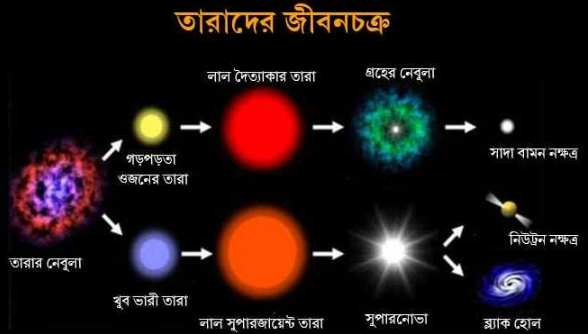 তারাদের জীবনচক্র
লাল দৈত্যাকার তারা
গ্রহের নেবুলা
গড়পড়তা
ওজনের তারা
সাদা বামন নক্ষত্র
তারার নেবুলা
নিউট্রন নক্ষত্র
খুব ভারী তারা
লাল সুপারজায়েন্ট তারা
সুপারনোভা
ব্ল্যাক হোল